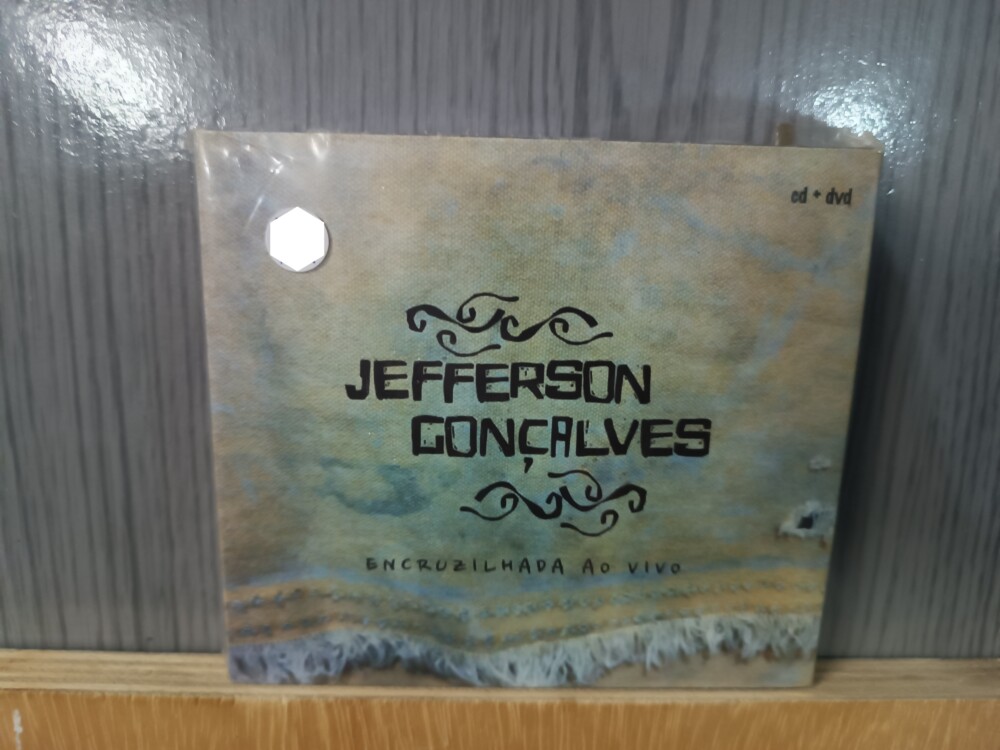 cd + dvd
JEFFERSON
GONÇALVES
ENCRUZILHADA AO VIVO